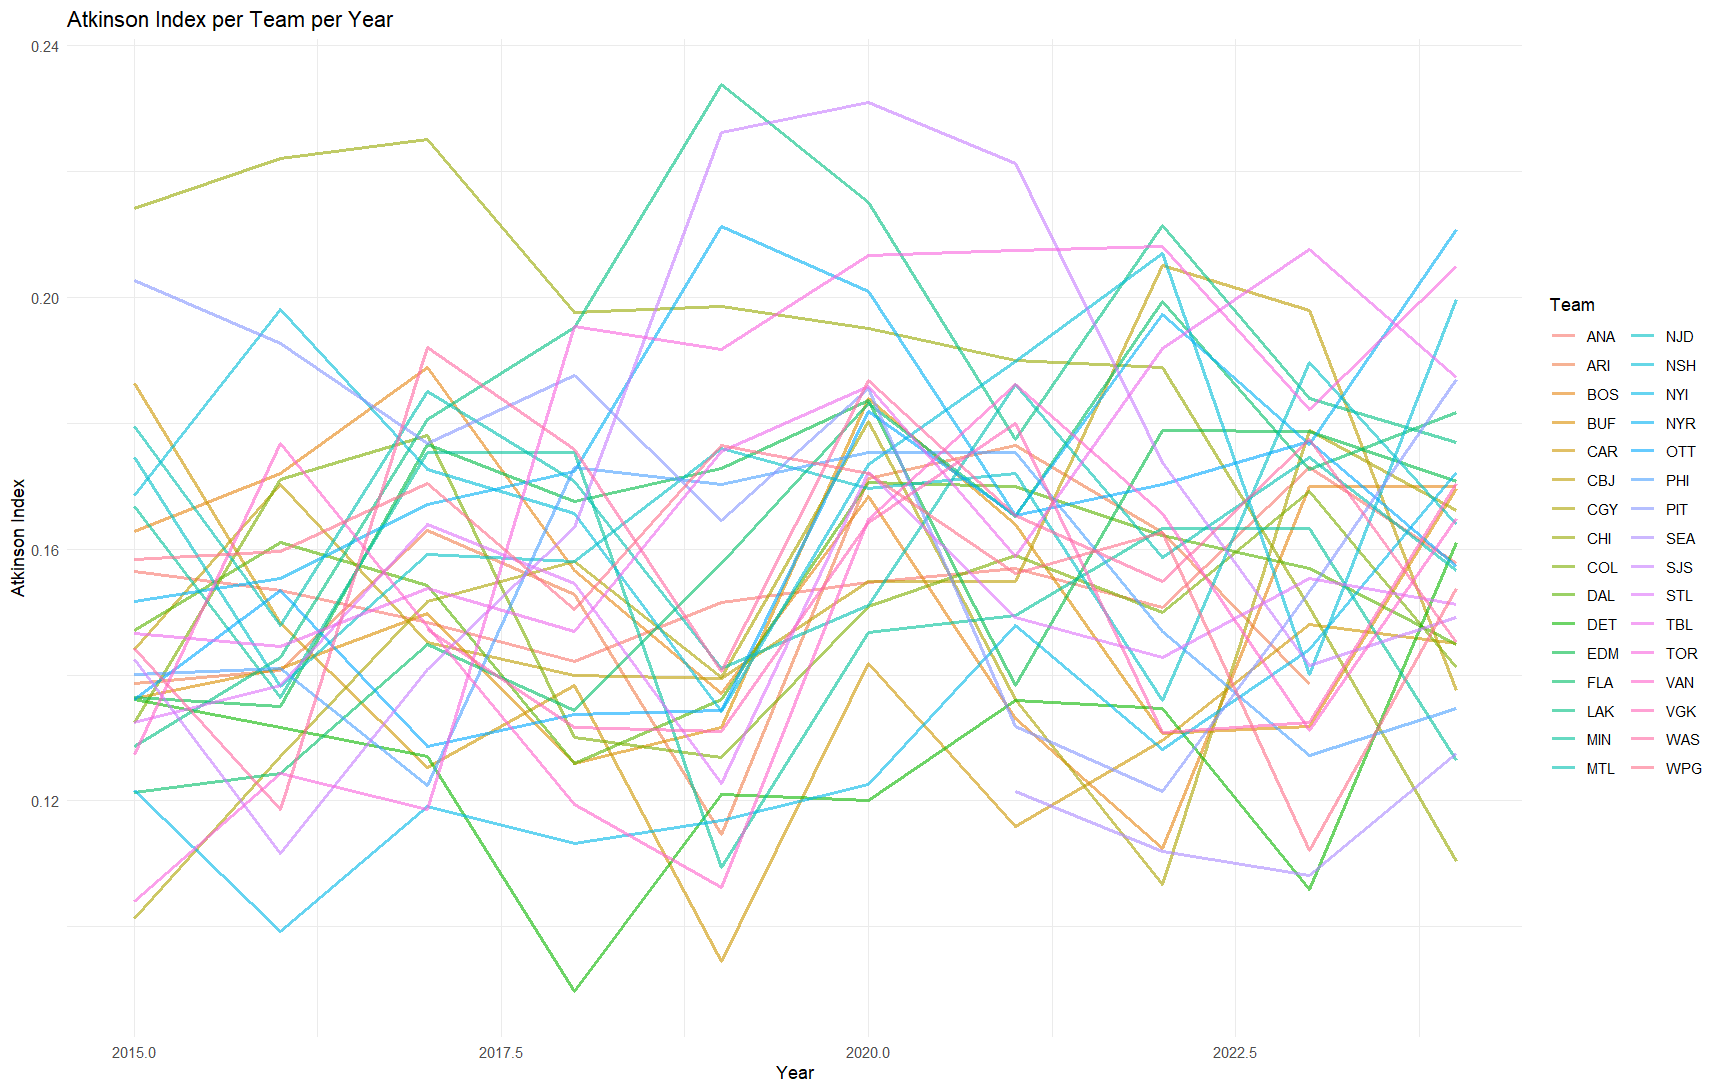 Atkinson Index per Team per Year
0.24
0.20
0.16
0.12
Atkinson Index
2015.0
2017.5
2020.0
2022.5
Year
Team
ANA
ARI
BOS
BUF
CAR
CBJ
CGY
CHI
COL
DAL
DET
EDM
FLA
LAK
MIN
MTL
NJD
NSH
NYI
NYR
OTT
PHI
PIT
SEA
SJS
STL
TBL
TOR
VAN
VGK
WAS
WPG